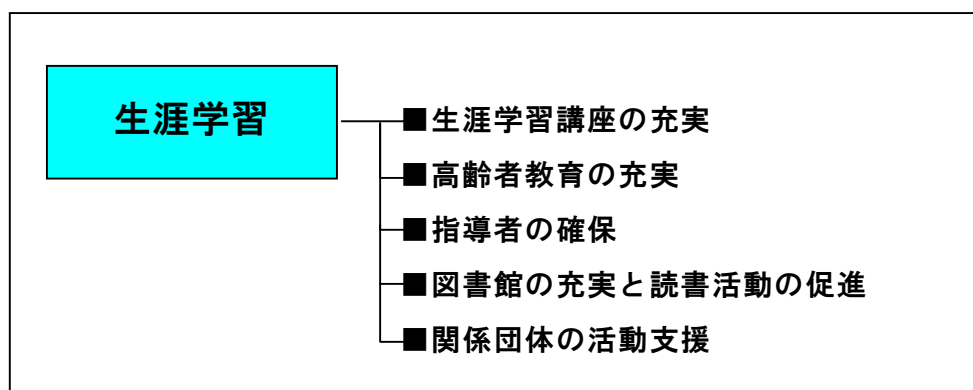 生涯学習
■生涯学習講座の充実
■高齢者教育の充実
■指導者の確保
■図書館の充実と読書活動の促進
■関係団体の活動支援